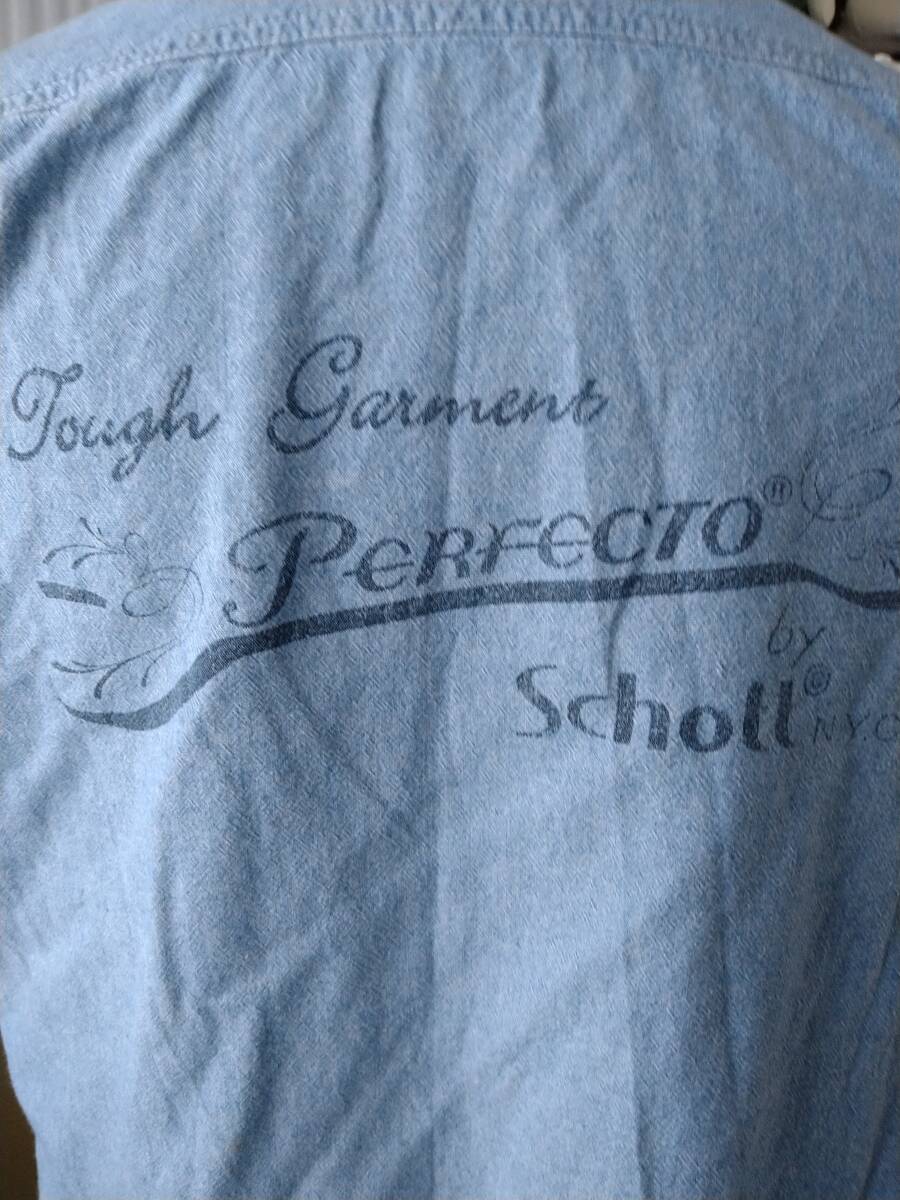 Tough Garment
PERFECTO®
by
Schott© N.Y.C